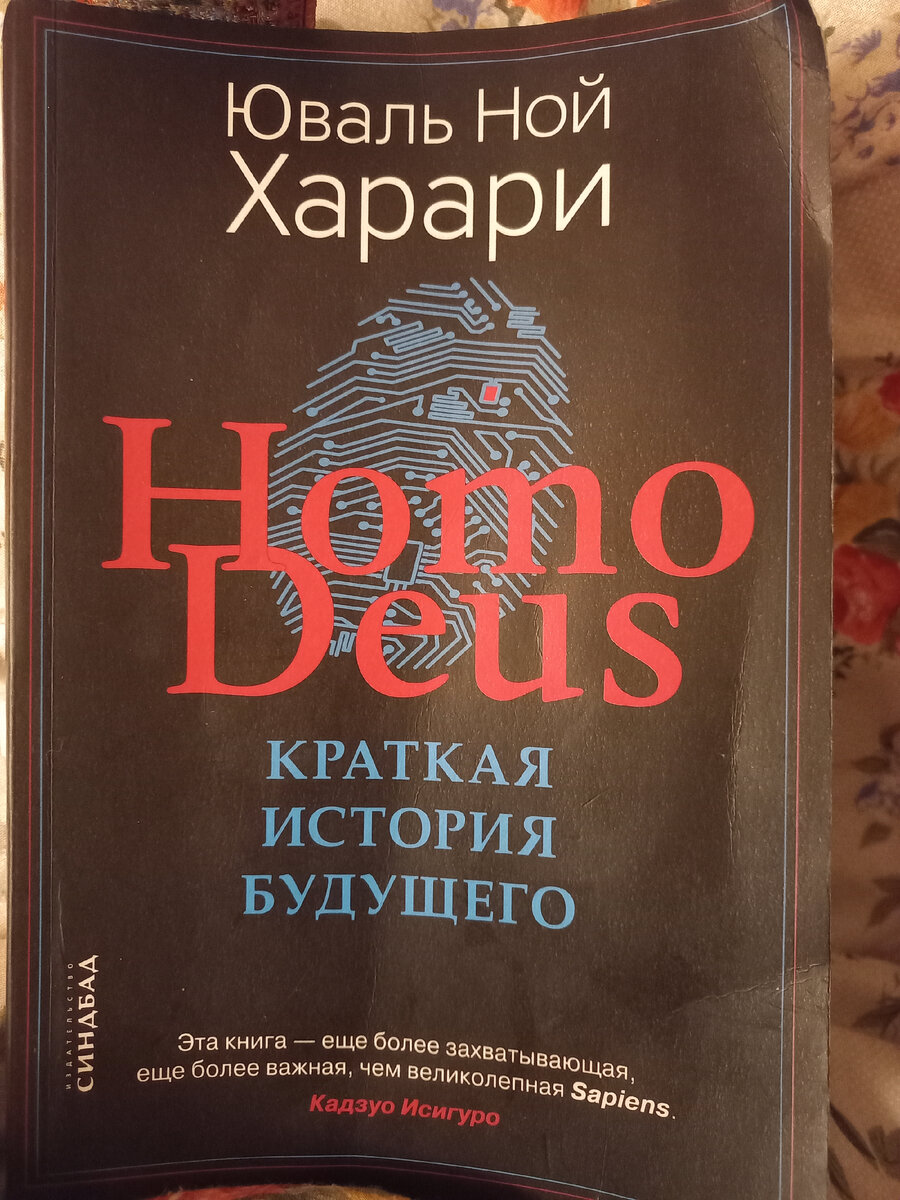 Юваль Ной
Харари
Homo
Deus
КРАТКАЯ
ИСТОРИЯ
БУДУЩЕГО
ИЗДАТЕЛЬСТВО
СИНДБАД
Эта книга — еще более захватывающая,
еще более важная, чем великолепная Sapiens.
Кадзуо Исигуро